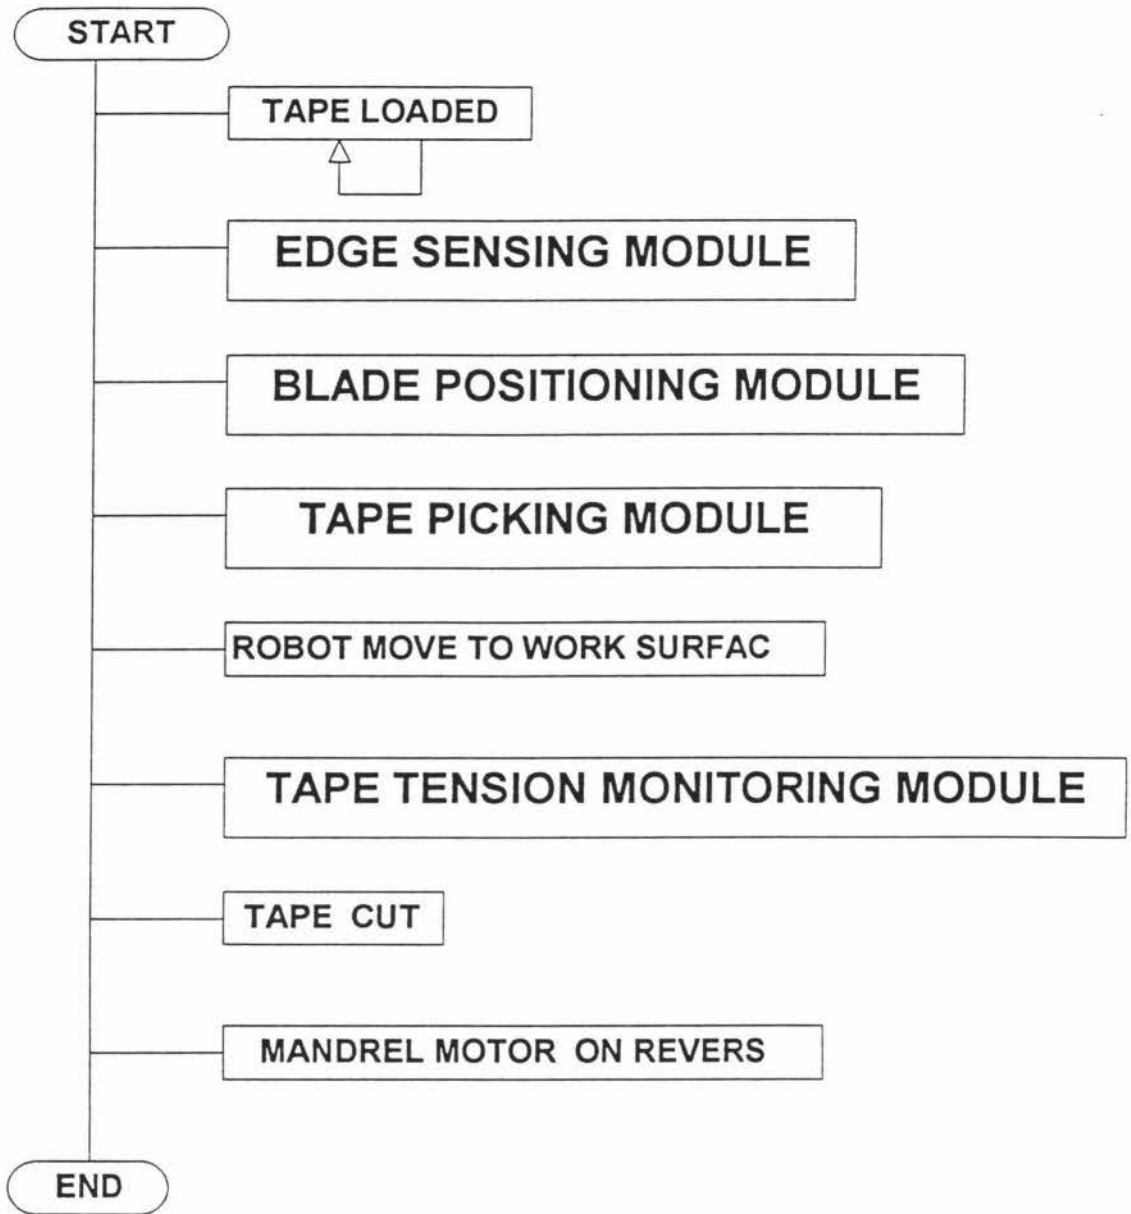 START
TAPE LOADED
EDGE SENSING MODULE
BLADE POSITIONING MODULE
TAPE PICKING MODULE
ROBOT MOVE TO WORK SURFAC
TAPE TENSION MONITORING MODULE
TAPE CUT
MANDREL MOTOR ON REVERS
END